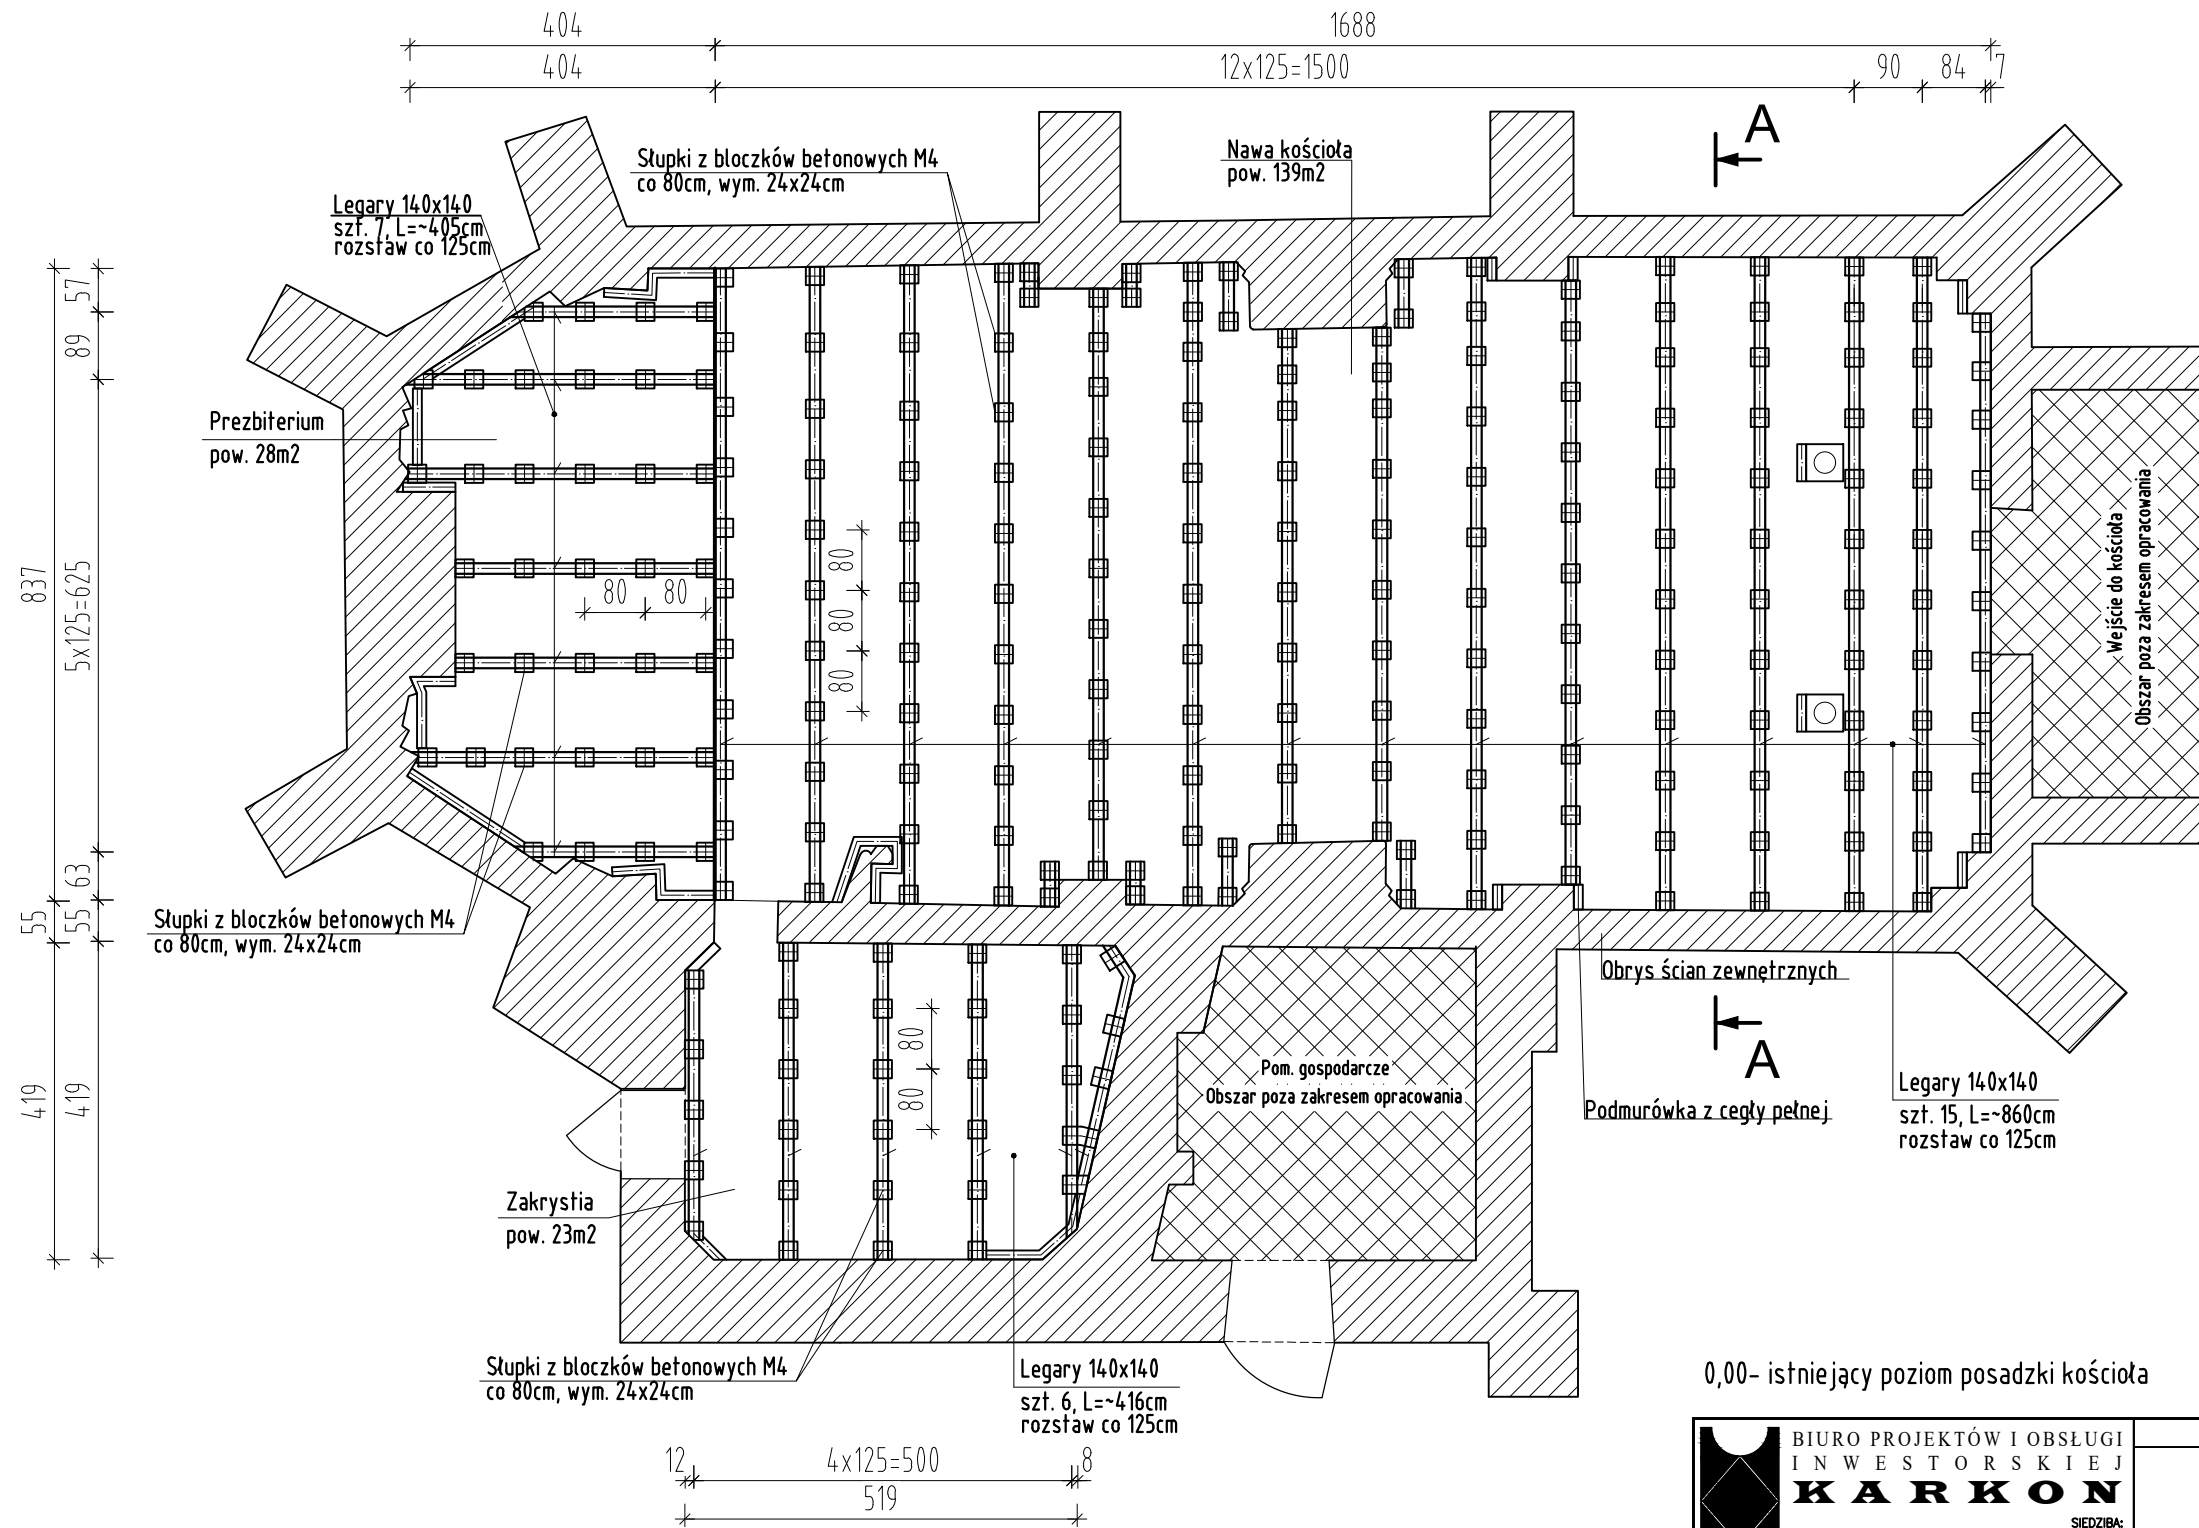 404
1688
404
12x125=1500
90
84
7
A
Słupki z bloczków betonowych M4
co 80cm, wym. 24x24cm
Nawa kościoła
pow. 139m2
Legary 140x140
szt. 7, L=~405cm
rozstaw co 125cm
57
89
Prezbiterium
pow. 28m2
837
5x125=625
80
80
80
80
80
Wejście do kościoła
Obszar poza zakresem opracowania
63
55
55
Słupki z bloczków betonowych M4
co 80cm, wym. 24x24cm
Obrys ścian zewnętrznych
A
419
419
80
80
Pom. gospodarcze
Obszar poza zakresem opracowania
Podmurówka z cegły pełnej
Legary 140x140
szt. 15, L=~860cm
rozstaw co 125cm
Zakrystia
pow. 23m2
Słupki z bloczków betonowych M4
co 80cm, wym. 24x24cm
Legary 140x140
szt. 6, L=~416cm
rozstaw co 125cm
0,00- istniejący poziom posadzki kościoła
12
4x125=500
8
519
BIURO PROJEKTÓW I OBSŁUGI
INWESTORSKIEJ
KARKON
SIEDZIBA: